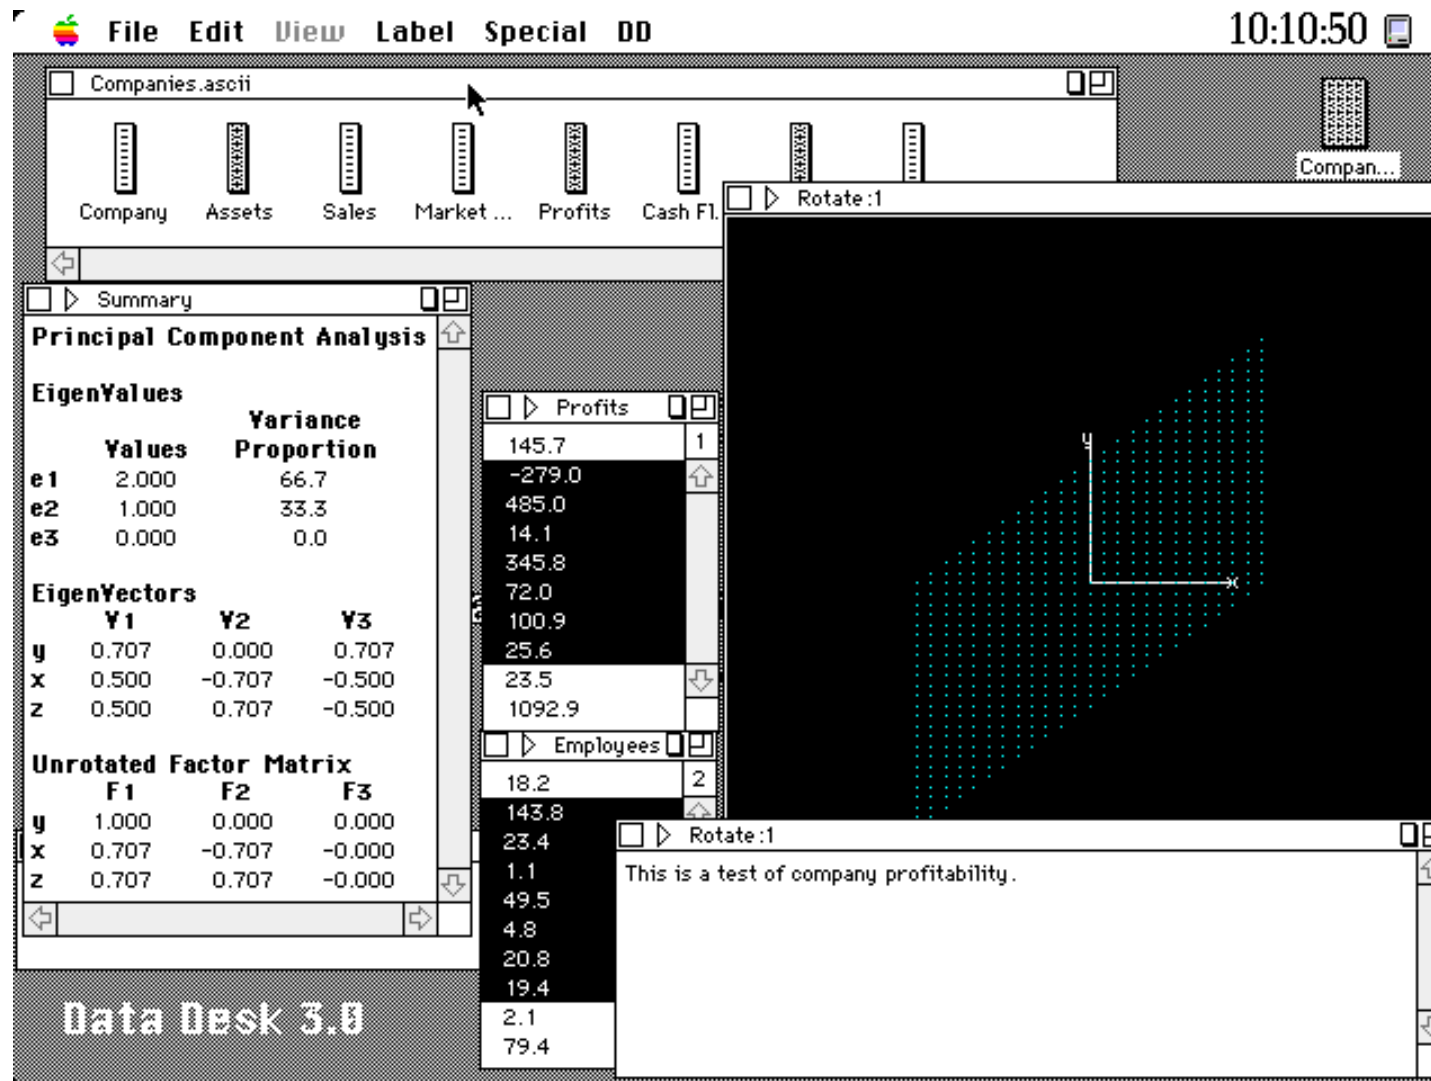 File Edit View Label Special DD 10:10:50
Companies.ascii
Company Assets Sales Market ... Profits Cash Fl.
Compan...
Rotate:1
y
x
Summary
Principal Component Analysis
EigenValues
Variance
Values Proportion
e1 2.000 66.7
e2 1.000 33.3
e3 0.000 0.0
EigenVectors
V1 V2 V3
y 0.707 0.000 0.707
x 0.500 -0.707 -0.500
z 0.500 0.707 -0.500
Unrotated Factor Matrix
F1 F2 F3
y 1.000 0.000 0.000
x 0.707 -0.707 -0.000
z 0.707 0.707 -0.000
Profits
1
145.7
-279.0
485.0
14.1
345.8
72.0
100.9
25.6
23.5
1092.9
Employees
2
18.2
143.8
23.4
1.1
49.5
4.8
20.8
19.4
2.1
79.4
Rotate:1
This is a test of company profitability.
Data Desk 3.0